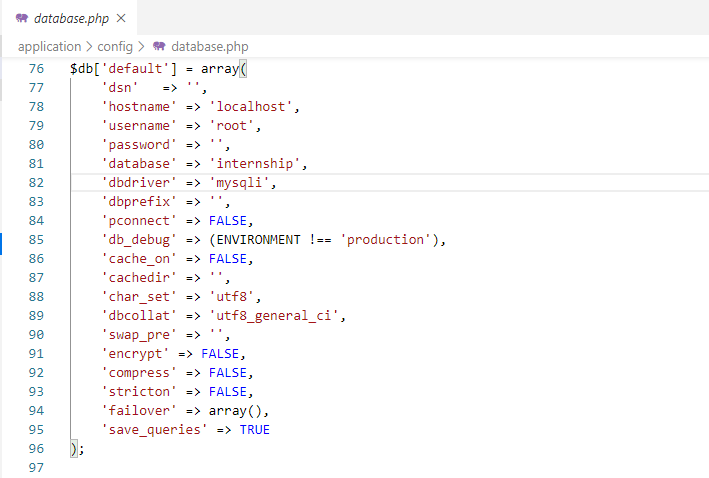 database.php
application > config > database.php
76 $db['default'] = array(
77 'dsn'   => '',
78 'hostname' => 'localhost',
79 'username' => 'root',
80 'password' => '',
81 'database' => 'internship',
82 'dbdriver' => 'mysqli',
83 'dbprefix' => '',
84 'pconnect' => FALSE,
85 'db_debug' => (ENVIRONMENT !== 'production'),
86 'cache_on' => FALSE,
87 'cachedir' => '',
88 'char_set' => 'utf8',
89 'dbcollat' => 'utf8_general_ci',
90 'swap_pre' => '',
91 'encrypt' => FALSE,
92 'compress' => FALSE,
93 'stricton' => FALSE,
94 'failover' => array(),
95 'save_queries' => TRUE
96 );
97